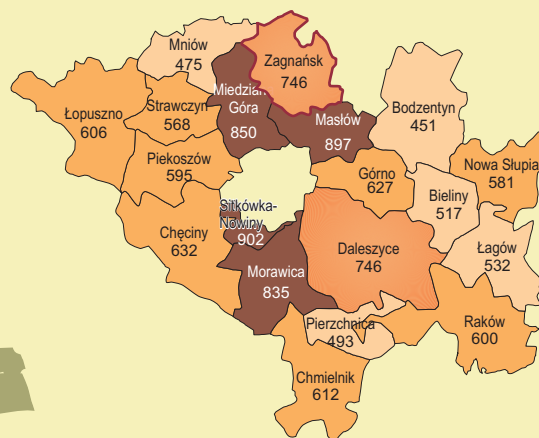 Mniów
475
Zagnańsk
746
Miedziana
Góra
850
Łopuszno
606
Strawczyn
568
Masłów
897
Bodzentyn
451
Piekoszów
595
Górno
627
Nowa Słupia
581
Bieliny
517
Sitkówka-
Nowiny
902
Chęciny
632
Daleszyce
746
Łagów
532
Morawica
835
Pierzchnica
493
Raków
600
Chmielnik
612